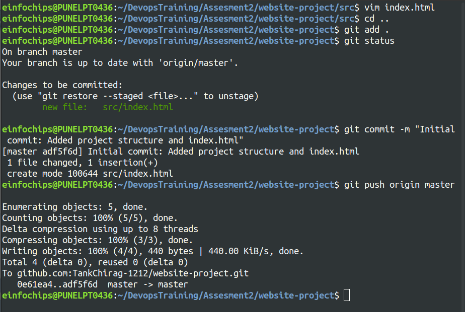 einfochips@PUNELPT0436:~/DevopsTraining/Assesment2/website-project/src$ vim index.html
einfochips@PUNELPT0436:~/DevopsTraining/Assesment2/website-project/src$ cd ..
einfochips@PUNELPT0436:~/DevopsTraining/Assesment2/website-project$ git add .
einfochips@PUNELPT0436:~/DevopsTraining/Assesment2/website-project$ git status
On branch master
Your branch is up to date with 'origin/master'.
Changes to be committed:
  (use "git restore --staged <file>..." to unstage)
        new file:   src/index.html
einfochips@PUNELPT0436:~/DevopsTraining/Assesment2/website-project$ git commit -m "Initial
 commit: Added project structure and index.html"
[master adf5f6d] Initial commit: Added project structure and index.html
 1 file changed, 1 insertion(+)
 create mode 100644 src/index.html
einfochips@PUNELPT0436:~/DevopsTraining/Assesment2/website-project$ git push origin master
Enumerating objects: 5, done.
Counting objects: 100% (5/5), done.
Delta compression using up to 8 threads
Compressing objects: 100% (3/3), done.
Writing objects: 100% (4/4), 440 bytes | 440.00 KiB/s, done.
Total 4 (delta 0), reused 0 (delta 0)
To github.com:TankChirag-1212/website-project.git
   0e61ea4..adf5f6d  master -> master
einfochips@PUNELPT0436:~/DevopsTraining/Assesment2/website-project$